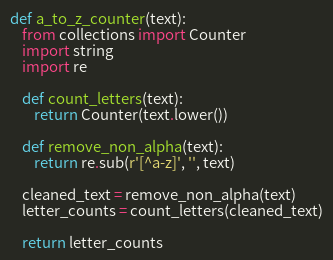 def a_to_z_counter(text):
    from collections import Counter
    import string
    import re

    def count_letters(text):
        return Counter(text.lower())

    def remove_non_alpha(text):
        return re.sub(r'[^a-z]', '', text)

    cleaned_text = remove_non_alpha(text)
    letter_counts = count_letters(cleaned_text)

    return letter_counts